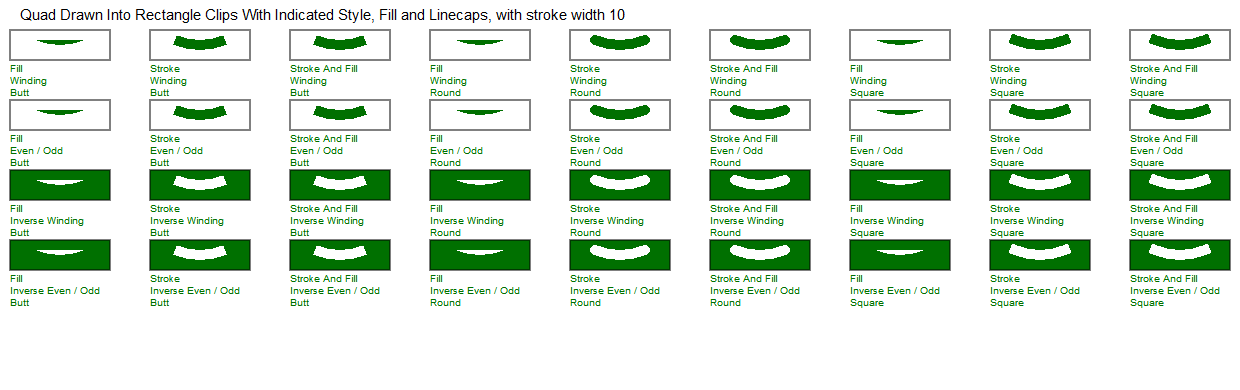 Quad Drawn Into Rectangle Clips With Indicated Style, Fill and Linecaps, with stroke width 10
Fill Stroke Stroke And Fill Fill Stroke Stroke And Fill Fill Stroke Stroke And Fill
Winding Winding Winding Winding Winding Winding Winding Winding Winding
Butt Butt Butt Round Round Round Square Square Square
Fill Stroke Stroke And Fill Fill Stroke Stroke And Fill Fill Stroke Stroke And Fill
Even / Odd Even / Odd Even / Odd Even / Odd Even / Odd Even / Odd Even / Odd Even / Odd Even / Odd
Butt Butt Butt Round Round Round Square Square Square
Fill Stroke Stroke And Fill Fill Stroke Stroke And Fill Fill Stroke Stroke And Fill
Inverse Winding Inverse Winding Inverse Winding Inverse Winding Inverse Winding Inverse Winding Inverse Winding Inverse Winding Inverse Winding
Butt Butt Butt Round Round Round Square Square Square
Fill Stroke Stroke And Fill Fill Stroke Stroke And Fill Fill Stroke Stroke And Fill
Inverse Even / Odd Inverse Even / Odd Inverse Even / Odd Inverse Even / Odd Inverse Even / Odd Inverse Even / Odd Inverse Even / Odd Inverse Even / Odd Inverse Even / Odd
Butt Butt Butt Round Round Round Square Square Square